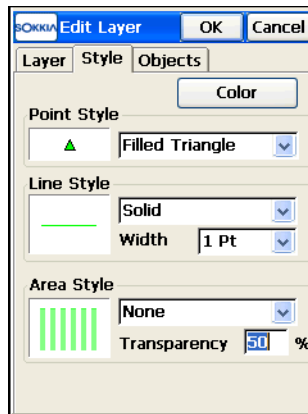 SOKKIA Edit Layer OK Cancel
Layer Style Objects
Color
Point Style
Filled Triangle
Line Style
Solid
Width 1 Pt
Area Style
None
Transparency 50 %